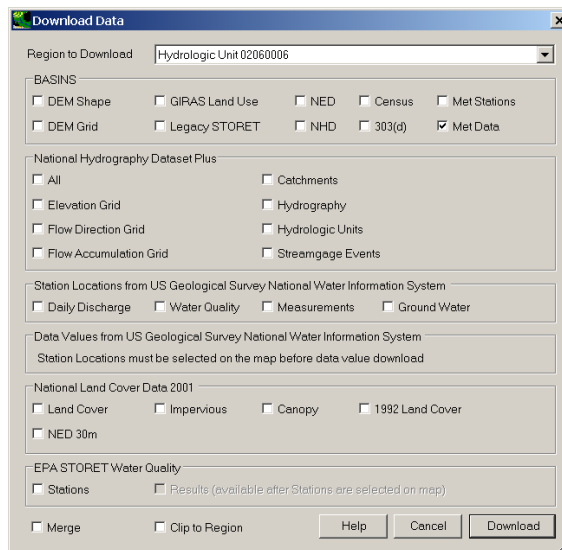 Download Data
Region to Download Hydrologic Unit 02060006
BASINS
DEM Shape GIRAS Land Use NED Census Met Stations
DEM Grid Legacy STORET NHD 303(d) Met Data
National Hydrography Dataset Plus
All Catchments
Elevation Grid Hydrography
Flow Direction Grid Hydrologic Units
Flow Accumulation Grid Streamgage Events
Station Locations from US Geological Survey National Water Information System
Daily Discharge Water Quality Measurements Ground Water
Data Values from US Geological Survey National Water Information System
Station Locations must be selected on the map before data value download
National Land Cover Data 2001
Land Cover Impervious Canopy 1992 Land Cover
NED 30m
EPA STORET Water Quality
Stations Results (available after Stations are selected on map)
Merge Clip to Region Help Cancel Download